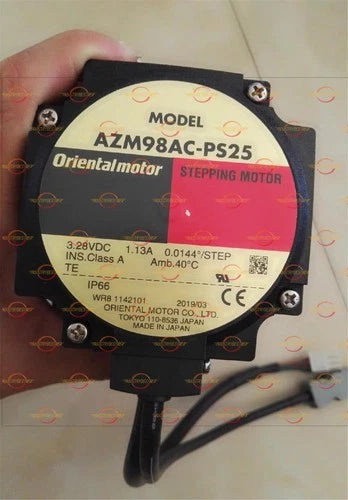 MODEL
AZM98AC-PS25
Orientalmotor
STEPPING MOTOR
3.28VDC 1.13A 0.0144°/STEP
INS.Class A Amb.40°C
TE
IP66
WR8 1142101 2019/03
ORIENTAL MOTOR CO.,LTD.
TOKYO 110-8536 JAPAN
MADE IN JAPAN